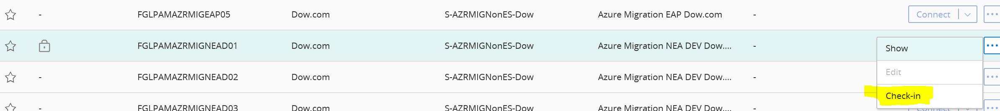 - FGLPAMAZRMIGEAP05 Dow.com S-AZRMIGNonES-Dow Azure Migration EAP Dow.com - Connect ...
FGLPAMAZRMIGNEAD01 Dow.com S-AZRMIGNonES-Dow Azure Migration NEA DEV Dow.... - ...
Show
Edit
- FGLPAMAZRMIGNEAD02 Dow.com S-AZRMIGNonES-Dow Azure Migration NEA DEV Dow.... - ...
Check-in
- FGLPAMAZRMIGNEAD03 Dow.com S-AZRMIGNonES-Dow Azure Migration NEA DEV Dow.... - Connect ...